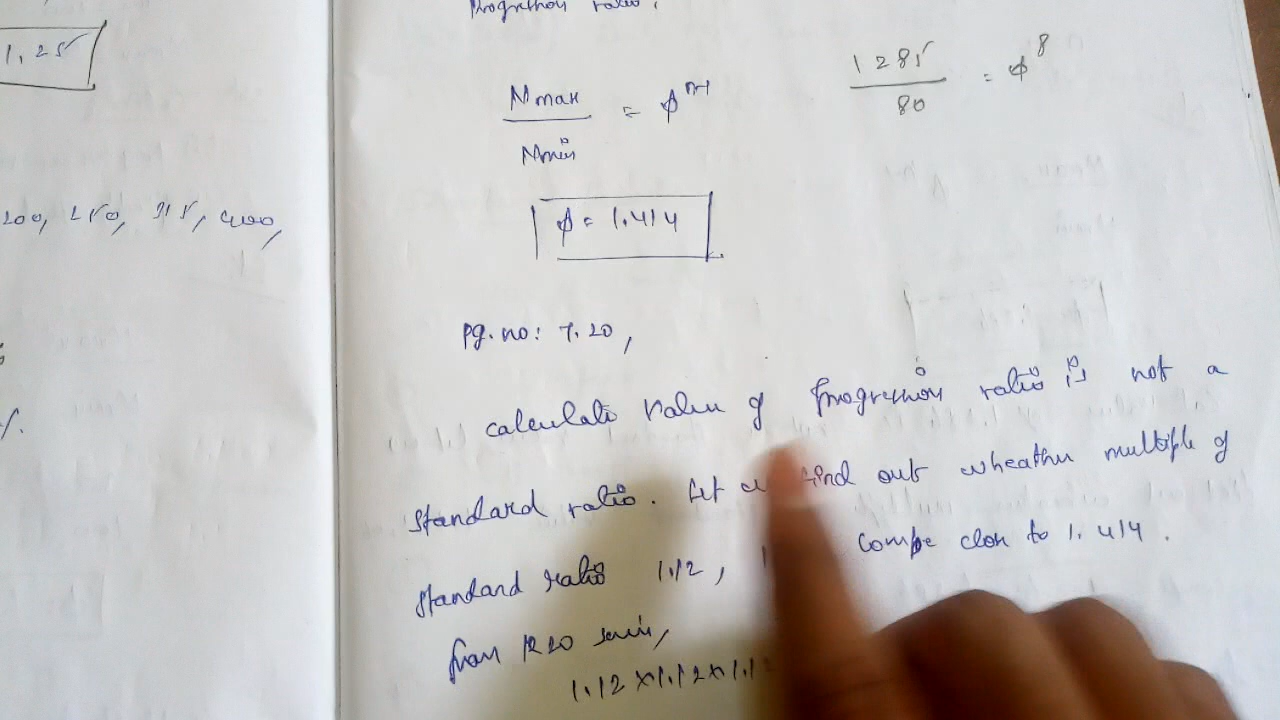 1.25
200, 250, 315, 400,
%.
Progression ratio.
Nmax / Nmin = φ^n-1
1285 / 80 = φ^8
φ = 1.414
pg.no: 7.20,
calculate value of progression ratio is not a
standard ratio. Let us find out wheather multiple of
standard ratio 1.12, compe close to 1.414.
from R20 series,
1.12 x 1.12 x 1.12